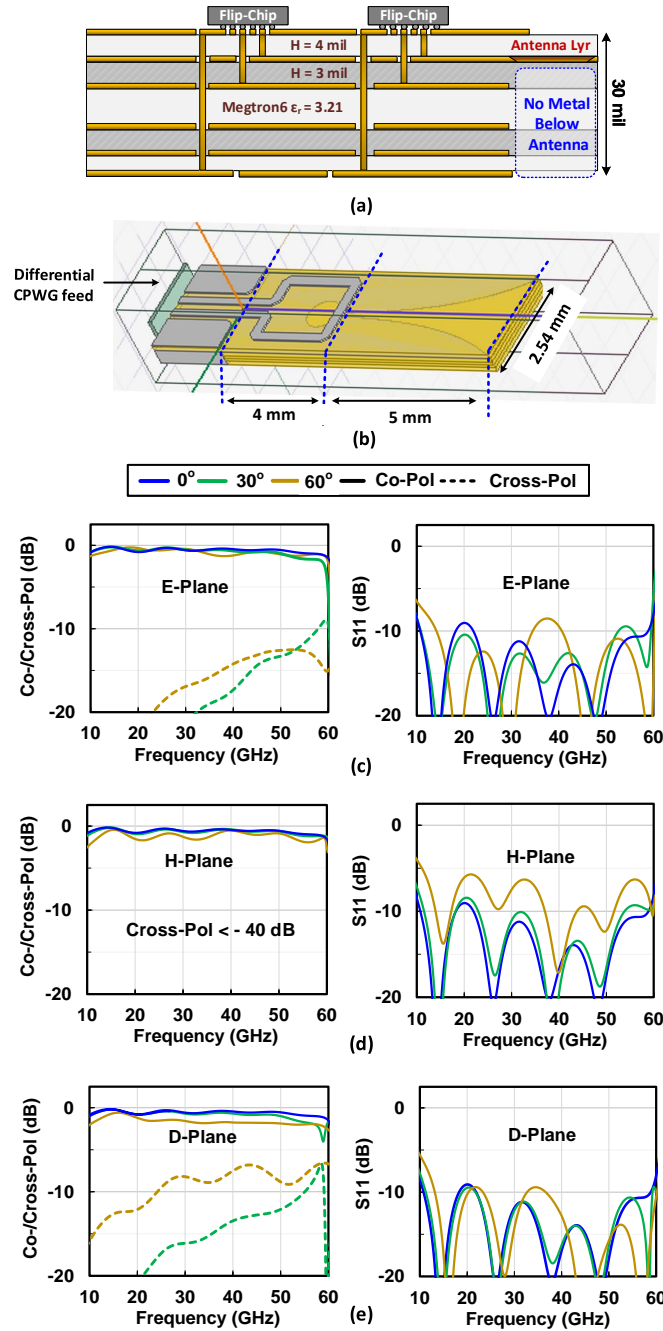 Flip-Chip
Flip-Chip
H = 4 mil
Antenna Lyr
H = 3 mil
Megtron6 εr = 3.21
No Metal
Below
Antenna
30 mil
(a)
Differential
CPWG feed
4 mm
5 mm
2.54 mm
(b)
0°
30°
60°
Co-Pol
Cross-Pol
Co-/Cross-Pol (dB)
0
-10
-20
E-Plane
10 20 30 40 50 60
Frequency (GHz)
S11 (dB)
0
-10
-20
E-Plane
10 20 30 40 50 60
Frequency (GHz)
(c)
Co-/Cross-Pol (dB)
0
-10
-20
H-Plane
Cross-Pol < - 40 dB
10 20 30 40 50 60
Frequency (GHz)
S11 (dB)
0
-10
-20
H-Plane
10 20 30 40 50 60
Frequency (GHz)
(d)
Co-/Cross-Pol (dB)
0
-10
-20
D-Plane
10 20 30 40 50 60
Frequency (GHz)
S11 (dB)
0
-10
-20
D-Plane
10 20 30 40 50 60
Frequency (GHz)
(e)